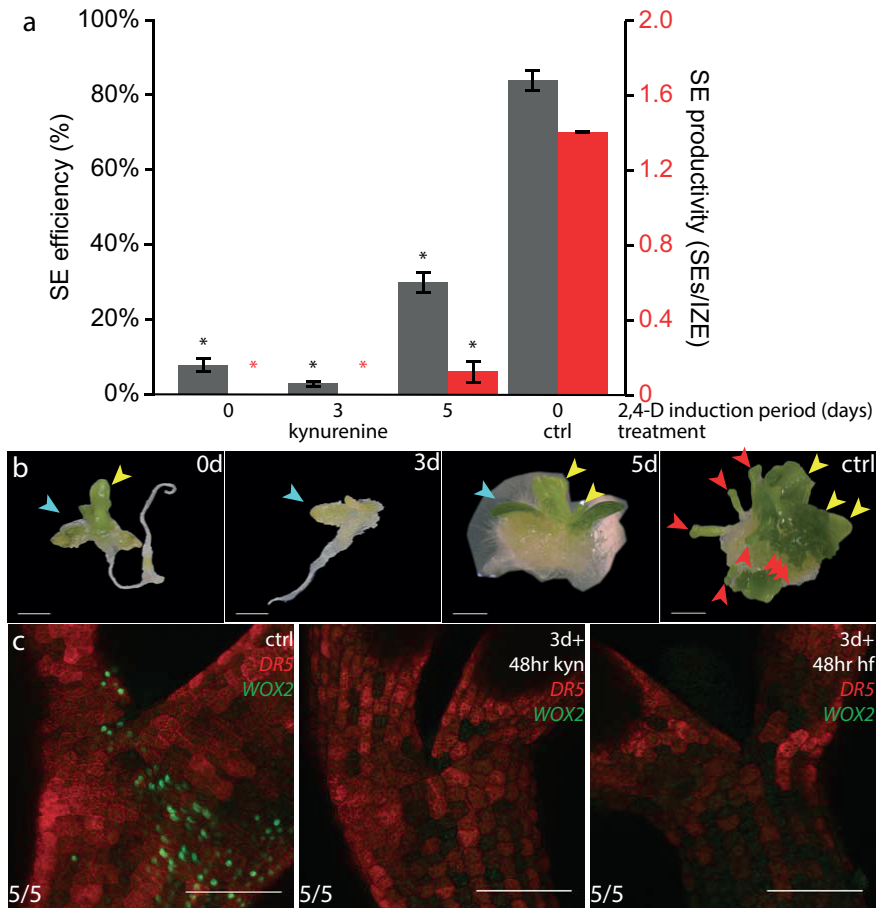 a
SE efficiency (%)
100%
80%
60%
40%
20%
0%
SE productivity (SEs/IZE)
2.0
1.6
1.2
0.8
0.4
0
*
*
*
*
*
*
0 3 5 0 2,4-D induction period (days)
kynurenine ctrl treatment
b
0d
3d
5d
ctrl
c
ctrl
DR5
WOX2
5/5
3d+
48hr kyn
DR5
WOX2
5/5
3d+
48hr hf
DR5
WOX2
5/5